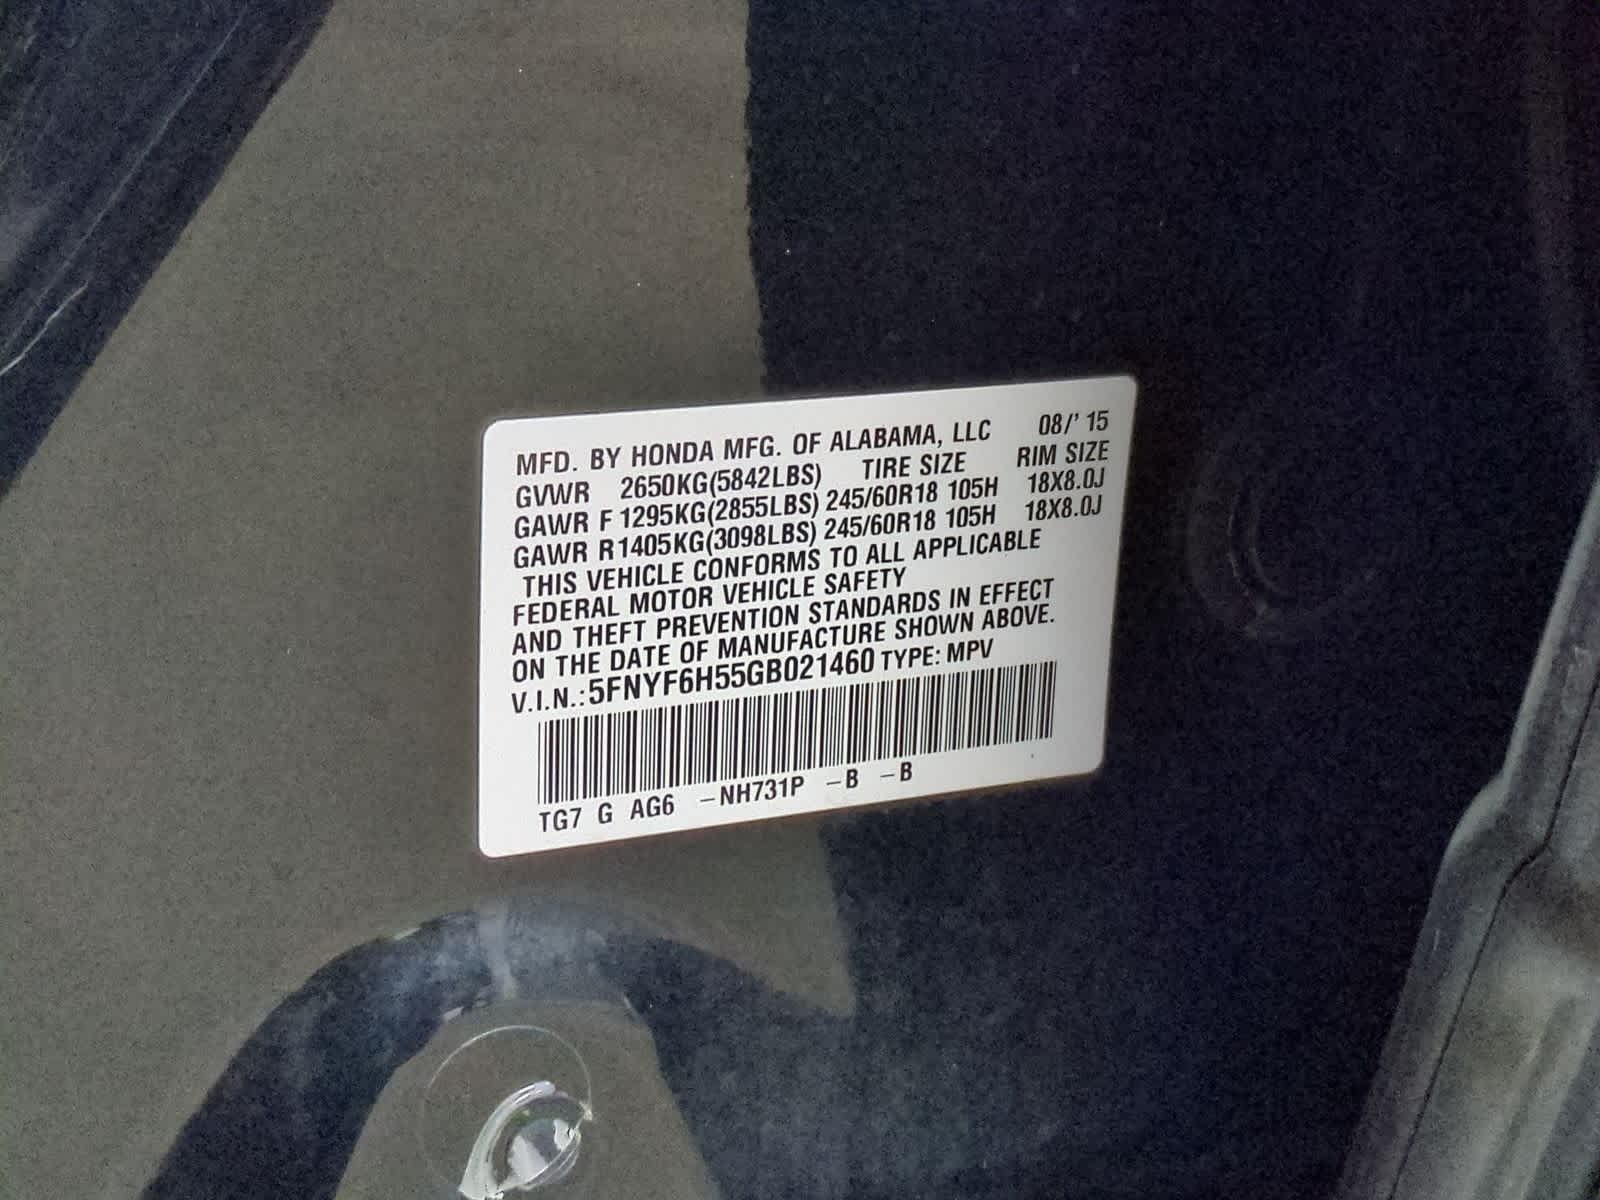 MFD. BY HONDA MFG. OF ALABAMA, LLC 08/' 15
GVWR 2650KG(5842LBS) TIRE SIZE RIM SIZE
GAWR F 1295KG(2855LBS) 245/60R18 105H 18X8.0J
GAWR R1405KG(3098LBS) 245/60R18 105H 18X8.0J
THIS VEHICLE CONFORMS TO ALL APPLICABLE
FEDERAL MOTOR VEHICLE SAFETY
AND THEFT PREVENTION STANDARDS IN EFFECT
ON THE DATE OF MANUFACTURE SHOWN ABOVE.
V.I.N.: 5FNYF6H55GB021460 TYPE: MPV
TG7 G AG6 -NH731P -B -B